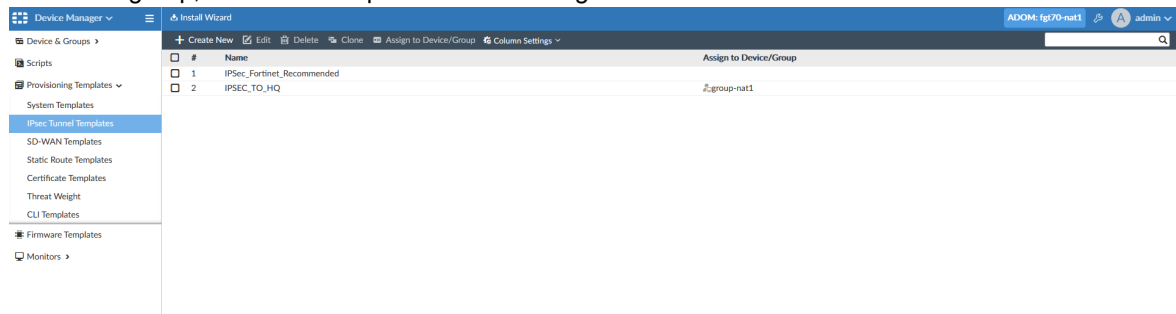 Device Manager
Install Wizard
ADOM: fgt70-nat1
A admin
Device & Groups
Create New Edit Delete Clone Assign to Device/Group Column Settings
Scripts
# Name Assign to Device/Group
1 IPSec_Fortinet_Recommended
2 IPSEC_TO_HQ group-nat1
Provisioning Templates
System Templates
IPsec Tunnel Templates
SD-WAN Templates
Static Route Templates
Certificate Templates
Threat Weight
CLI Templates
Firmware Templates
Monitors